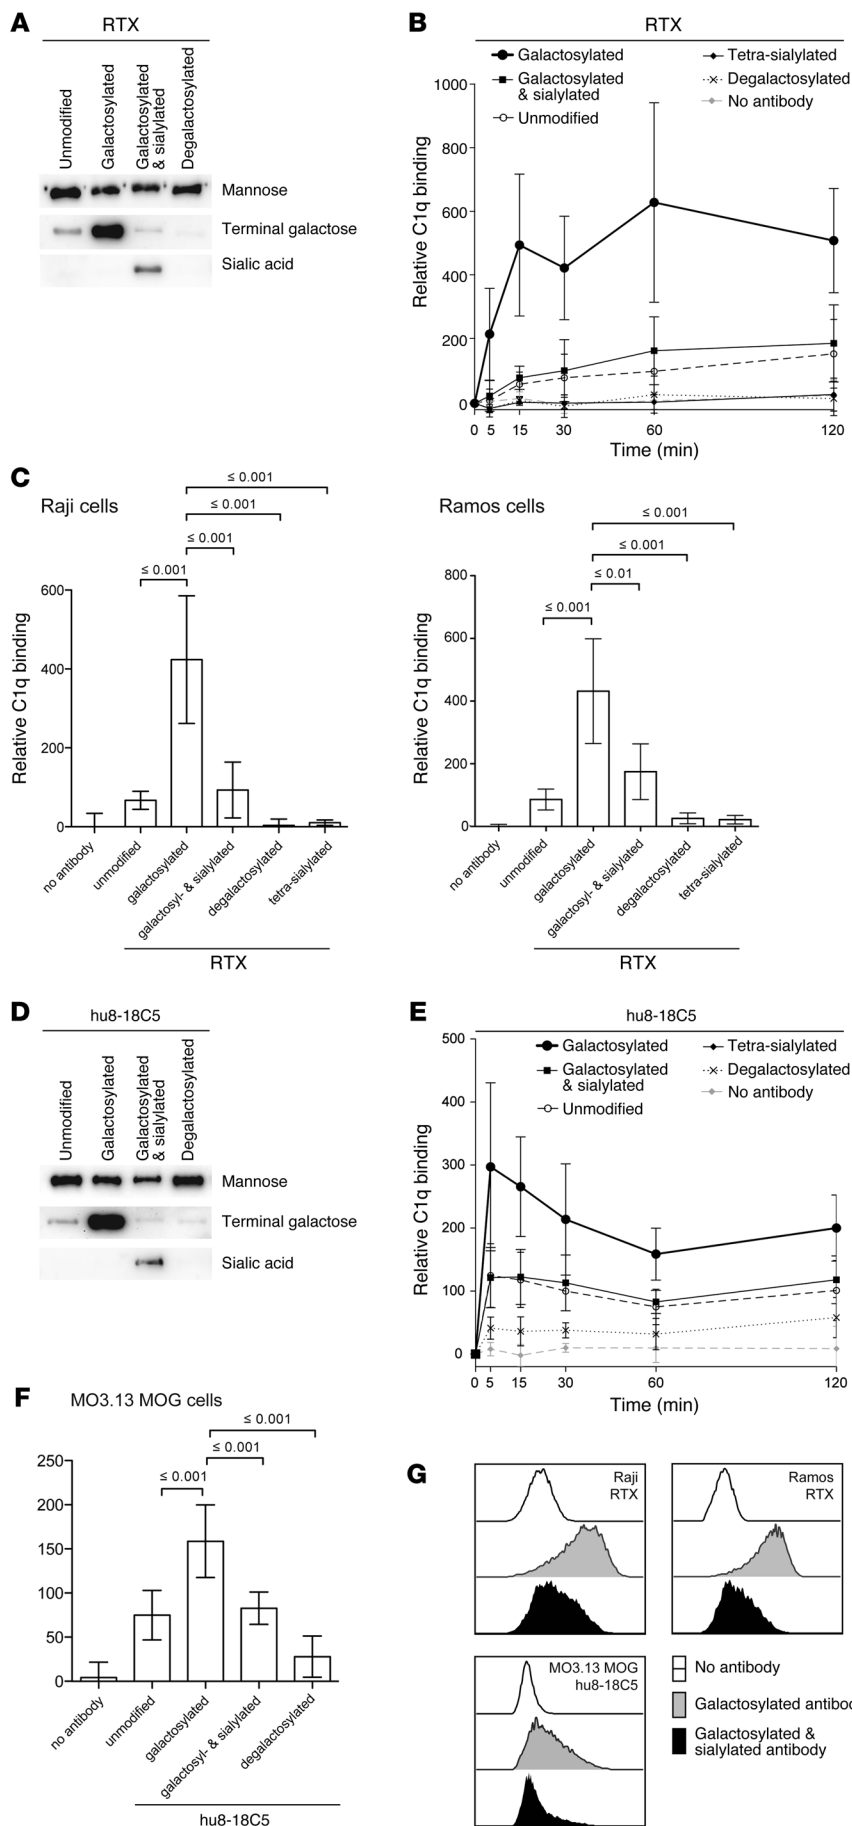 A
RTX
Unmodified
Galactosylated
Galactosylated
& sialylated
Degalactosylated
Mannose
Terminal galactose
Sialic acid
B
RTX
Galactosylated
Galactosylated
& sialylated
Unmodified
Tetra-sialylated
Degalactosylated
No antibody
Relative C1q binding
1000
800
600
400
200
0
0 5 15 30 60 120
Time (min)
C
Raji cells
≤ 0.001
≤ 0.001
≤ 0.001
≤ 0.001
Relative C1q binding
600
400
200
0
no antibody
unmodified
galactosylated
galactosyl- & sialylated
degalactosylated
tetra-sialylated
RTX
Ramos cells
≤ 0.001
≤ 0.001
≤ 0.01
≤ 0.001
Relative C1q binding
800
600
400
200
0
no antibody
unmodified
galactosylated
galactosyl- & sialylated
degalactosylated
tetra-sialylated
RTX
D
hu8-18C5
Unmodified
Galactosylated
Galactosylated
& sialylated
Degalactosylated
Mannose
Terminal galactose
Sialic acid
E
hu8-18C5
Galactosylated
Galactosylated
& sialylated
Unmodified
Tetra-sialylated
Degalactosylated
No antibody
Relative C1q binding
500
400
300
200
100
0
0 5 15 30 60 120
Time (min)
F
MO3.13 MOG cells
≤ 0.001
≤ 0.001
≤ 0.001
250
200
150
100
50
0
no antibody
unmodified
galactosylated
galactosyl- & sialylated
degalactosylated
hu8-18C5
G
Raji
RTX
Ramos
RTX
MO3.13 MOG
hu8-18C5
No antibody
Galactosylated antiboc
Galactosylated &
sialylated antibody